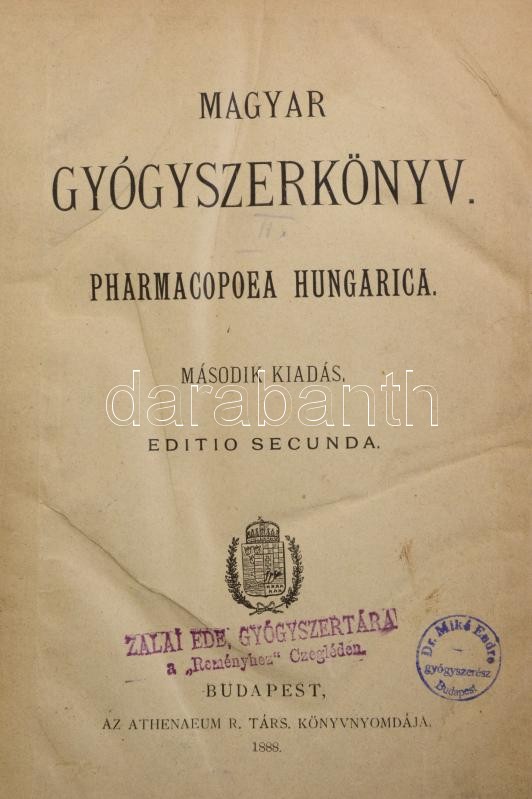 MAGYAR
GYÓGYSZERKÖNYV.
II.
PHARMACOPOEA HUNGARICA.
MÁSODIK KIADÁS.
darabanth
EDITIO SECUNDA.
ZALAI EDE, GYÓGYSZERTÁRA
a „Reményhez" Czegléden.
Dr. Mikó Endre
gyógyszerész
Budapest
BUDAPEST,
AZ ATHENAEUM R. TÁRS. KÖNYVNYOMDÁJA.
1888.